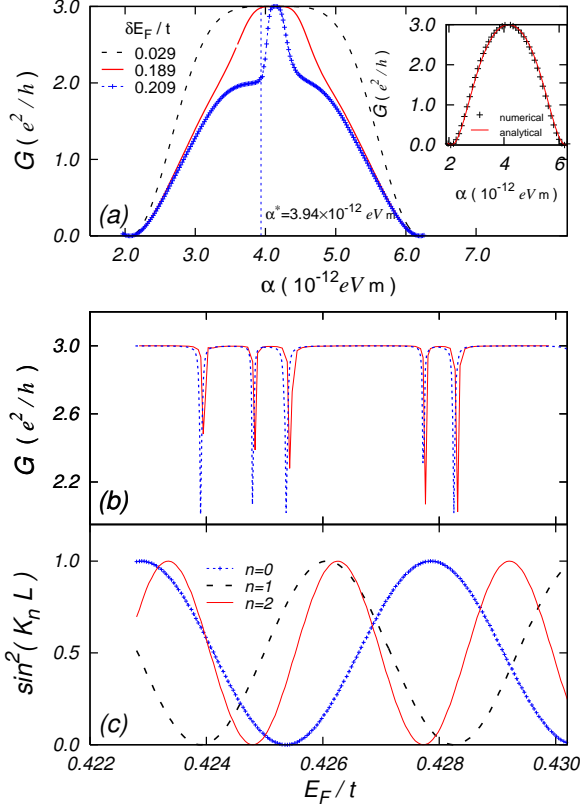 δE_F / t
0.029
0.189
0.209
G ( e²/h )
3.0
2.0
1.0
0.0
(a)
α*=3.94×10⁻¹² eV m
2.0 3.0 4.0 5.0 6.0 7.0
α ( 10⁻¹² eV m )
G ( e²/h )
3.0
2.0
1.0
0.0
numerical
analytical
2 4 6
α ( 10⁻¹² eV m )
G ( e²/h )
3.0
2.6
2.2
(b)
sin² ( K_n L )
1.0
0.5
0.0
n=0
n=1
n=2
(c)
0.422 0.424 0.426 0.428 0.430
E_F / t